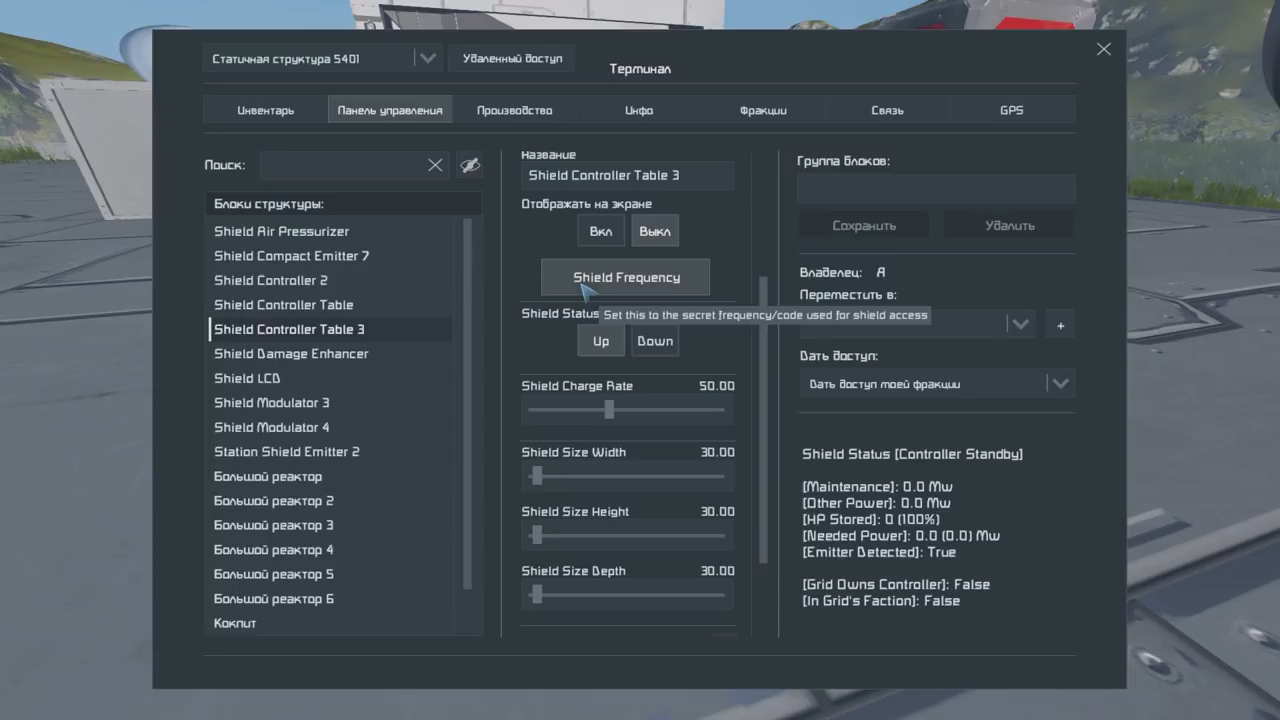 Статичная структура 5401
Удаленный доступ
Терминал
Инвентарь
Панель управления
Производство
Инфо
Фракции
Связь
GPS
Поиск:
Блоки структуры:
Shield Air Pressurizer
Shield Compact Emitter 7
Shield Controller 2
Shield Controller Table
Shield Controller Table 3
Shield Damage Enhancer
Shield LCD
Shield Modulator 3
Shield Modulator 4
Station Shield Emitter 2
Большой реактор
Большой реактор 2
Большой реактор 3
Большой реактор 4
Большой реактор 5
Большой реактор 6
Кокпит
Название
Shield Controller Table 3
Отображать на экране
Вкл
Выкл
Shield Frequency
Set this to the secret frequency/code used for shield access
Shield Status
Up
Down
Shield Charge Rate 50.00
Shield Size Width 30.00
Shield Size Height 30.00
Shield Size Depth 30.00
Группа блоков:
Сохранить
Удалить
Владелец: A
Переместить в:
+
Дать доступ:
Дать доступ моей фракции
Shield Status [Controller Standby]
[Maintenance]: 0.0 Mw
[Other Power]: 0.0 Mw
[HP Stored]: 0 (100%)
[Needed Power]: 0.0 (0.0) Mw
[Emitter Detected]: True
[Grid Owns Controller]: False
[In Grid's Faction]: False